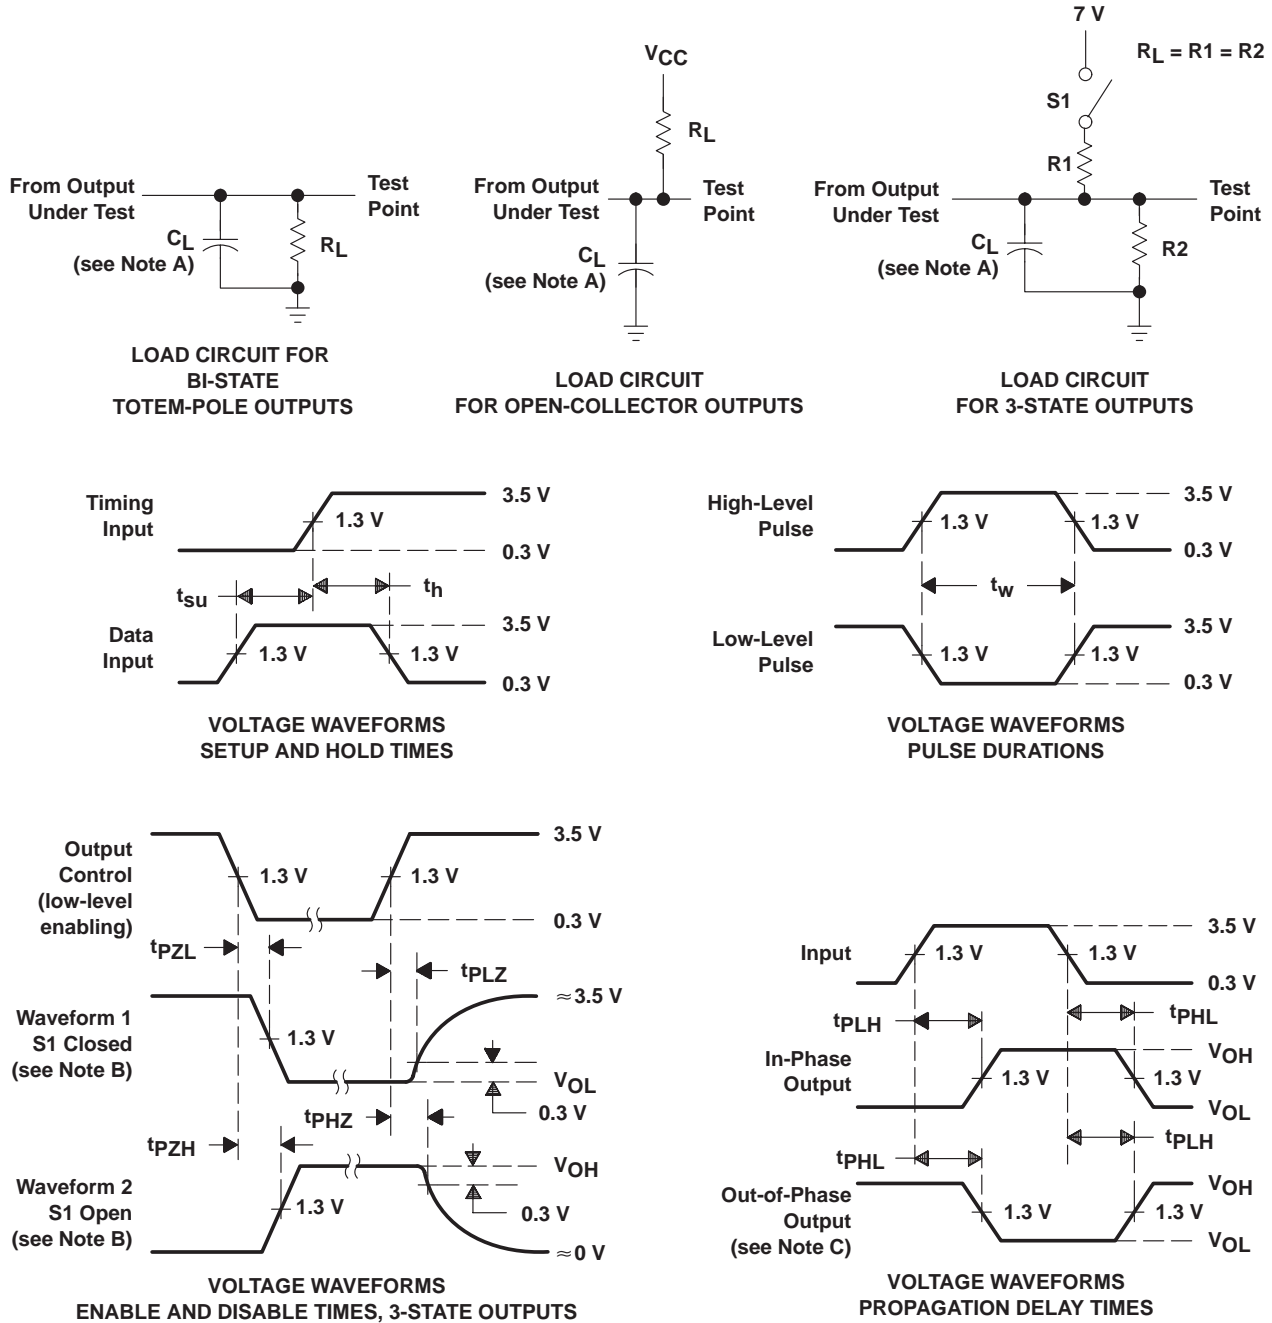 7 V
RL = R1 = R2
S1
R1
From Output
Under Test
Test
Point
CL
(see Note A)
R2
LOAD CIRCUIT
FOR 3-STATE OUTPUTS
VCC
RL
From Output
Under Test
Test
Point
CL
(see Note A)
LOAD CIRCUIT
FOR OPEN-COLLECTOR OUTPUTS
From Output
Under Test
Test
Point
CL
(see Note A)
RL
LOAD CIRCUIT FOR
BI-STATE
TOTEM-POLE OUTPUTS
Timing
Input
1.3 V
3.5 V
0.3 V
tsu
th
Data
Input
1.3 V
1.3 V
3.5 V
0.3 V
VOLTAGE WAVEFORMS
SETUP AND HOLD TIMES
High-Level
Pulse
1.3 V
1.3 V
3.5 V
0.3 V
tw
Low-Level
Pulse
1.3 V
1.3 V
3.5 V
0.3 V
VOLTAGE WAVEFORMS
PULSE DURATIONS
Output
Control
(low-level
enabling)
1.3 V
1.3 V
3.5 V
0.3 V
tPZL
tPLZ
Waveform 1
S1 Closed
(see Note B)
1.3 V
≈3.5 V
VOL
0.3 V
tPHZ
tPZH
Waveform 2
S1 Open
(see Note B)
1.3 V
VOH
0.3 V
≈0 V
VOLTAGE WAVEFORMS
ENABLE AND DISABLE TIMES, 3-STATE OUTPUTS
Input
1.3 V
1.3 V
3.5 V
0.3 V
tPLH
tPHL
In-Phase
Output
1.3 V
1.3 V
VOH
VOL
tPHL
tPLH
Out-of-Phase
Output
(see Note C)
1.3 V
1.3 V
VOH
VOL
VOLTAGE WAVEFORMS
PROPAGATION DELAY TIMES